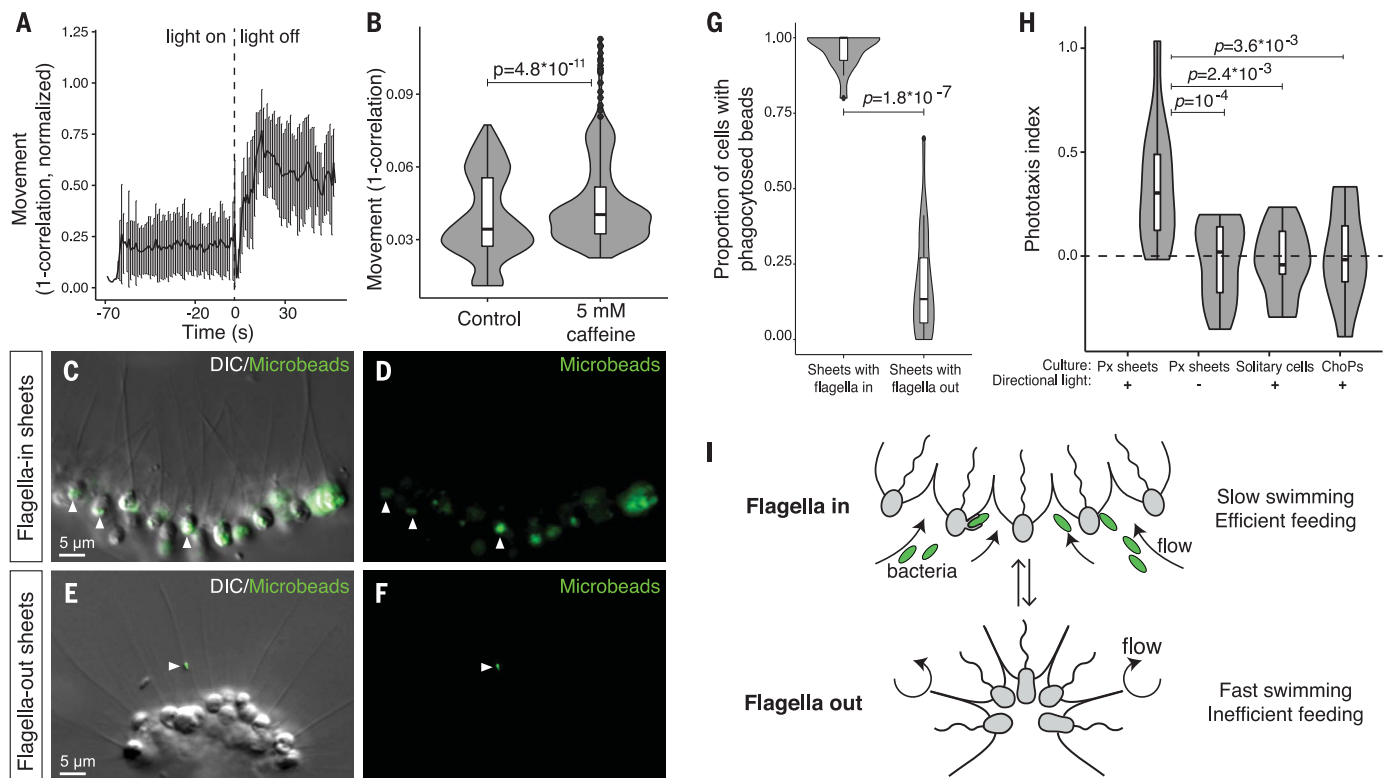 A
light on
light off
Movement
(1-correlation, normalized)
1.25
1.00
0.75
0.50
0.25
0.00
-70
-20
0
30
Time (s)
B
Movement (1-correlation)
0.09
0.06
0.03
p=4.8*10-11
Control
5 mM
caffeine
G
Proportion of cells with
phagocytosed beads
1.00
0.75
0.50
0.25
0.00
p=1.8*10-7
Sheets with
flagella in
Sheets with
flagella out
H
Phototaxis index
1.0
0.5
0.0
p=3.6*10-3
p=2.4*10-3
p=10-4
Culture: Px sheets Px sheets Solitary cells ChoPs
Directional light: + - + +
Flagella-in sheets
C
DIC/Microbeads
5 µm
D
Microbeads
Flagella-out sheets
E
DIC/Microbeads
5 µm
F
Microbeads
I
Flagella in
bacteria
flow
Slow swimming
Efficient feeding
Flagella out
flow
Fast swimming
Inefficient feeding